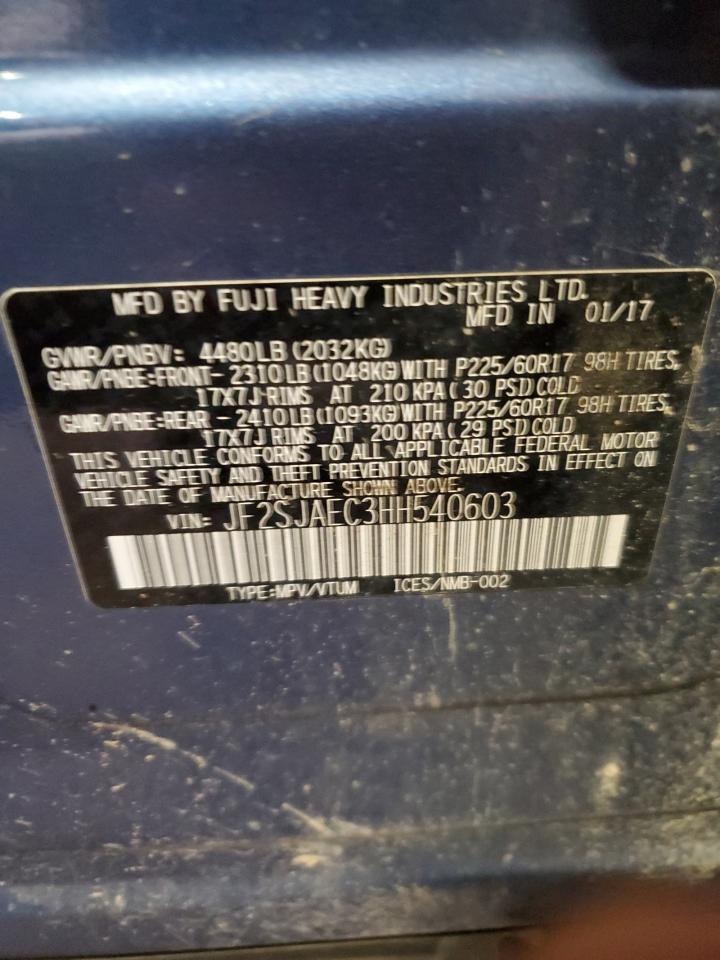 MFD BY FUJI HEAVY INDUSTRIES LTD.
MFD IN 01/17
GVWR/PNBV: 4480LB (2032KG)
GAWR/PNBE:FRONT- 2310LB (1048KG) WITH P225/60R17 98H TIRES,
17X7J RIMS AT 210 KPA ( 30 PSI) COLD
GAWR/PNBE:REAR - 2410LB (1093KG) WITH P225/60R17 98H TIRES,
17X7J RIMS AT 200 KPA ( 29 PSI) COLD
THIS VEHICLE CONFORMS TO ALL APPLICABLE FEDERAL MOTOR
VEHICLE SAFETY AND THEFT PREVENTION STANDARDS IN EFFECT ON
THE DATE OF MANUFACTURE SHOWN ABOVE.
VIN: JF2SJAEC3HH540603
TYPE:MPV/VTUM ICES/NMB-002